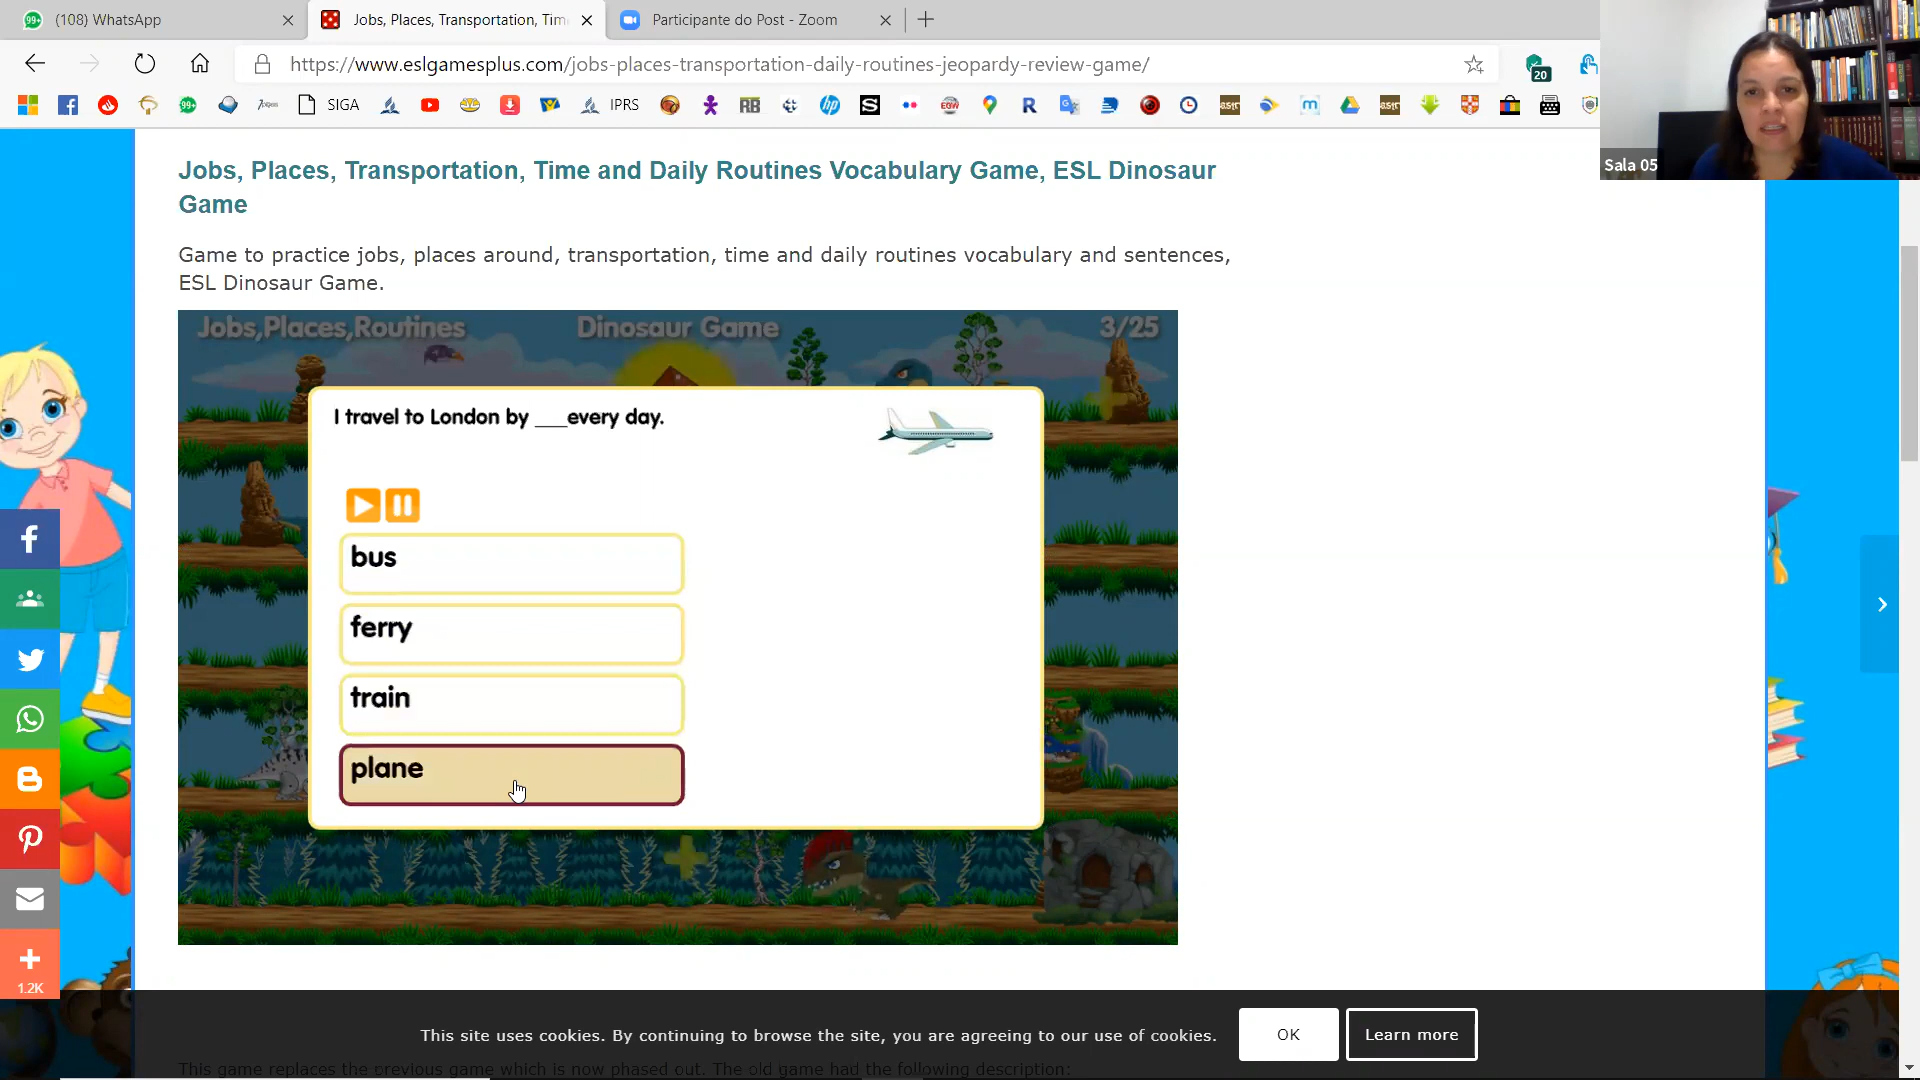 (108) WhatsApp
Jobs, Places, Transportation, Tim
Participante do Post - Zoom
https://www.eslgamesplus.com/jobs-places-transportation-daily-routines-jeopardy-review-game/
20
99+
SIGA
IPRS
RB
hp
S
EGW
R
m
Sala 05
Jobs, Places, Transportation, Time and Daily Routines Vocabulary Game, ESL Dinosaur
Game
Game to practice jobs, places around, transportation, time and daily routines vocabulary and sentences,
ESL Dinosaur Game.
Jobs,Places,Routines
Dinosaur Game
3/25
I travel to London by ___every day.
bus
ferry
train
plane
1.2K
This site uses cookies. By continuing to browse the site, you are agreeing to our use of cookies.
OK
Learn more
This game replaces the previous game which is now phased out. The old game had the following description: